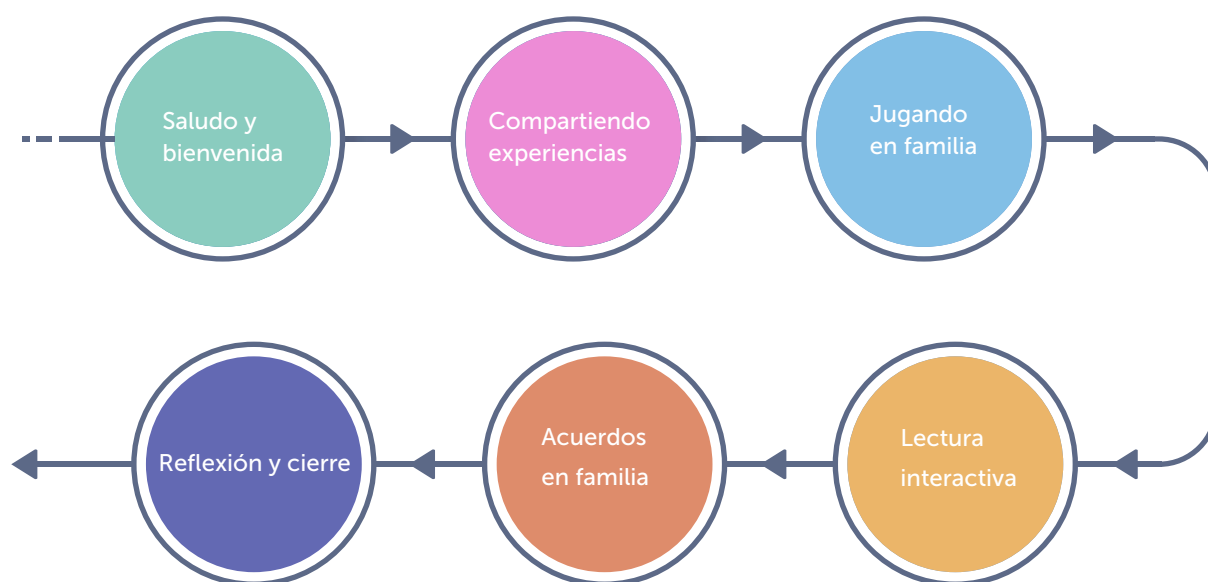 Saludo y
bienvenida
Compartiendo
experiencias
Jugando
en familia
Lectura
interactiva
Acuerdos
en familia
Reflexión y cierre